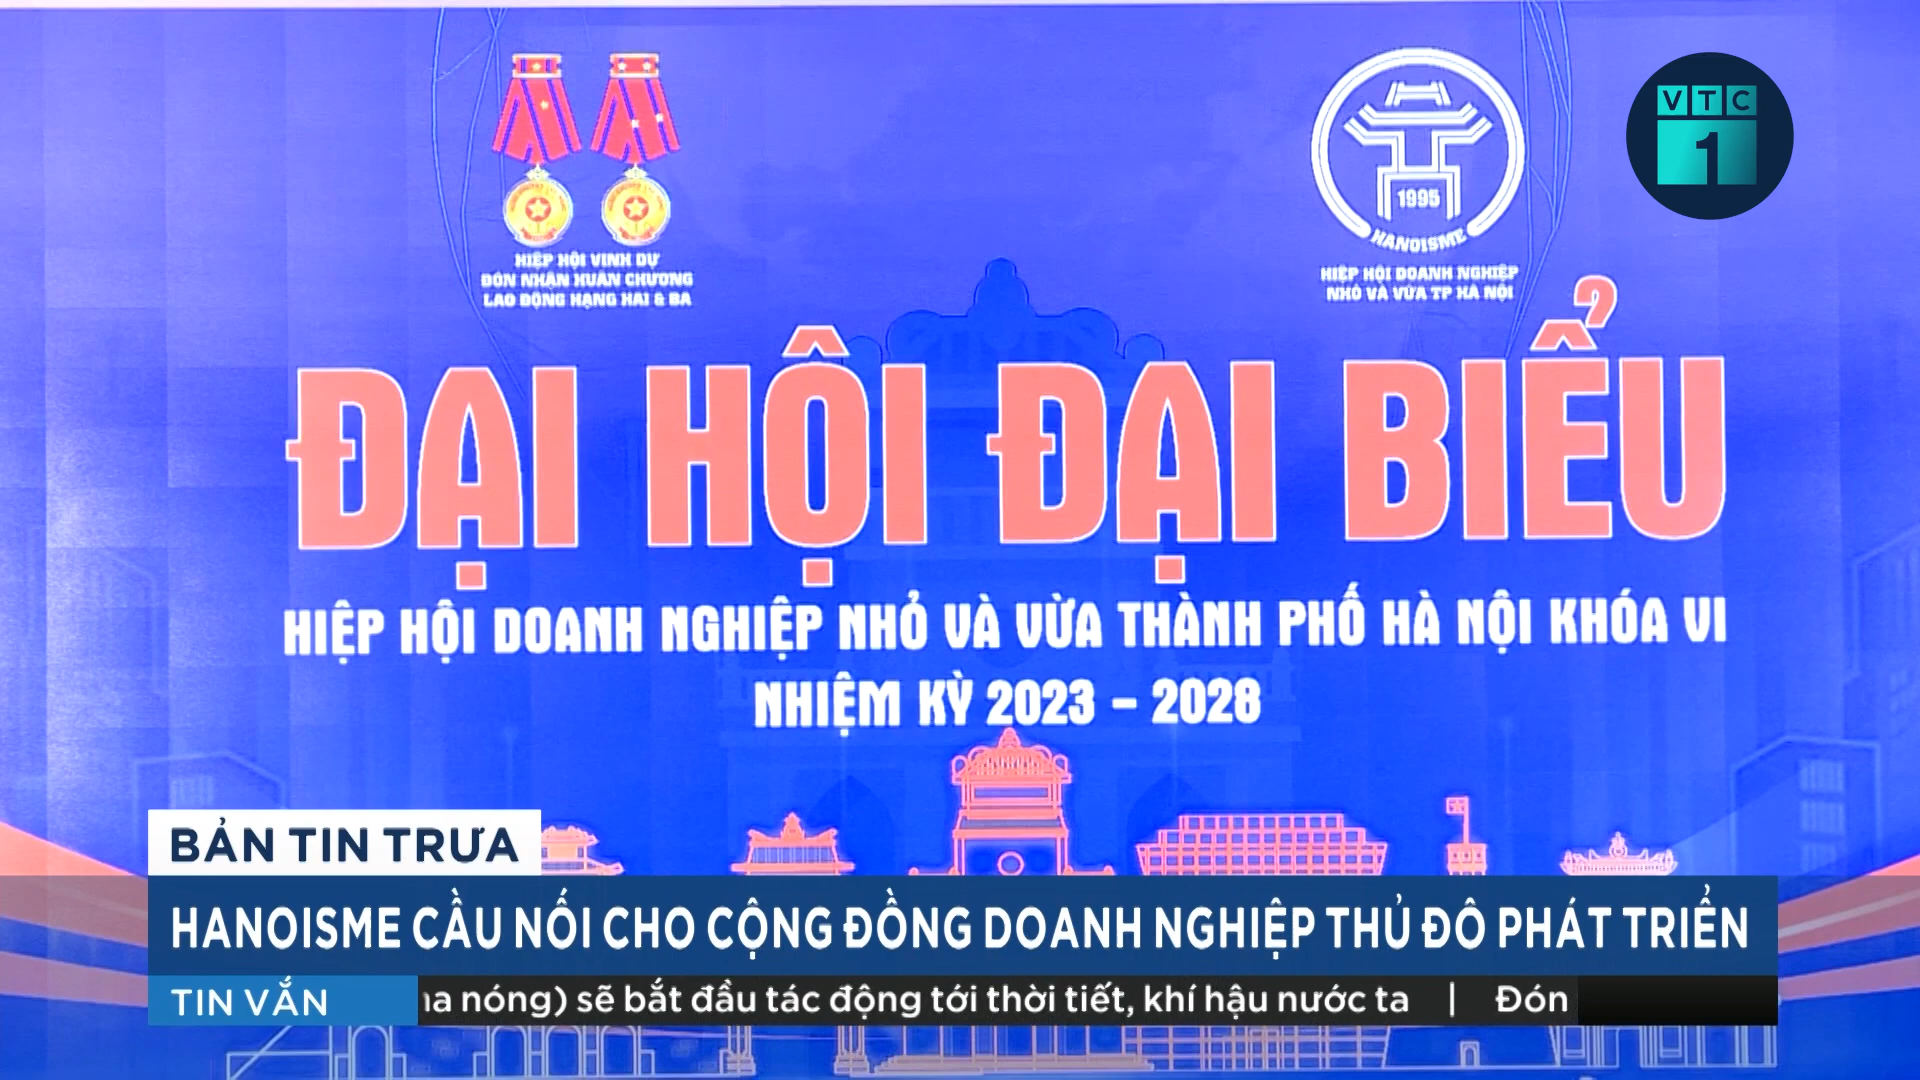 VTC
1
1995
HANOISME
HIỆP HỘI VINH DỰ
ĐÓN NHẬN HUÂN CHƯƠNG
LAO ĐỘNG HẠNG HAI & BA
HIỆP HỘI DOANH NGHIỆP
NHỎ VÀ VỪA TP HÀ NỘI
ĐẠI HỘI ĐẠI BIỂU
HIỆP HỘI DOANH NGHIỆP NHỎ VÀ VỪA THÀNH PHỐ HÀ NỘI KHÓA VI
NHIỆM KỲ 2023 - 2028
BẢN TIN TRƯA
HANOISME CẦU NỐI CHO CỘNG ĐỒNG DOANH NGHIỆP THỦ ĐÔ PHÁT TRIỂN
TIN VẮN nóng) sẽ bắt đầu tác động tới thời tiết, khí hậu nước ta | Đón